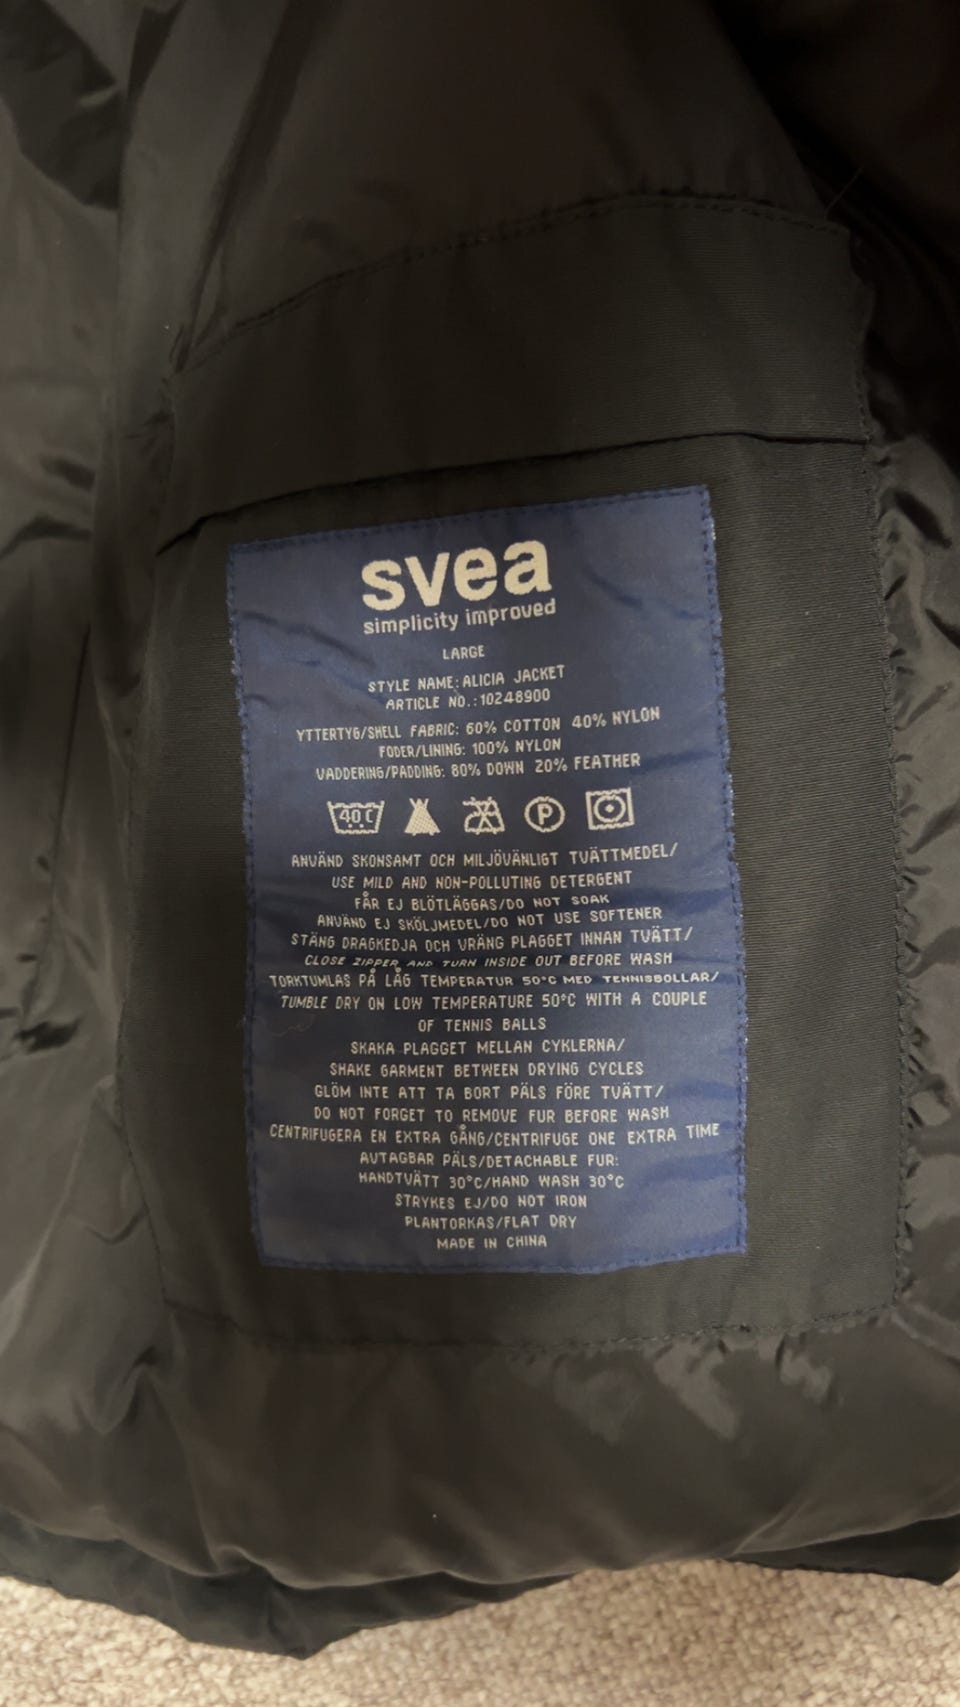 svea
simplicity improved
LARGE
STYLE NAME: ALICIA JACKET
ARTICLE NO.: 10248900
YTTERTYG/SHELL FABRIC: 60% COTTON 40% NYLON
FODER/LINING: 100% NYLON
VADDERING/PADDING: 80% DOWN 20% FEATHER
40 C P
ANVÄND SKONSAMT OCH MILJÖVÄNLIGT TVÄTTMEDEL/
USE MILD AND NON-POLLUTING DETERGENT
FÅR EJ BLÖTLÄGGAS/DO NOT SOAK
ANVÄND EJ SKÖLJMEDEL/DO NOT USE SOFTENER
STÄNG DRAGKEDJA OCH VRÄNG PLAGGET INNAN TVÄTT/
CLOSE ZIPPER AND TURN INSIDE OUT BEFORE WASH
TORKTUMLAS PÅ LÅG TEMPERATUR 50°C MED TENNISBOLLAR/
TUMBLE DRY ON LOW TEMPERATURE 50°C WITH A COUPLE
OF TENNIS BALLS
SKAKA PLAGGET MELLAN CYKLERNA/
SHAKE GARMENT BETWEEN DRYING CYCLES
GLÖM INTE ATT TA BORT PÄLS FÖRE TVÄTT/
DO NOT FORGET TO REMOVE FUR BEFORE WASH
CENTRIFUGERA EN EXTRA GÅNG/CENTRIFUGE ONE EXTRA TIME
AVTAGBAR PÄLS/DETACHABLE FUR:
HANDTVÄTT 30°C/HAND WASH 30°C
STRYKES EJ/DO NOT IRON
PLANTORKAS/FLAT DRY
MADE IN CHINA